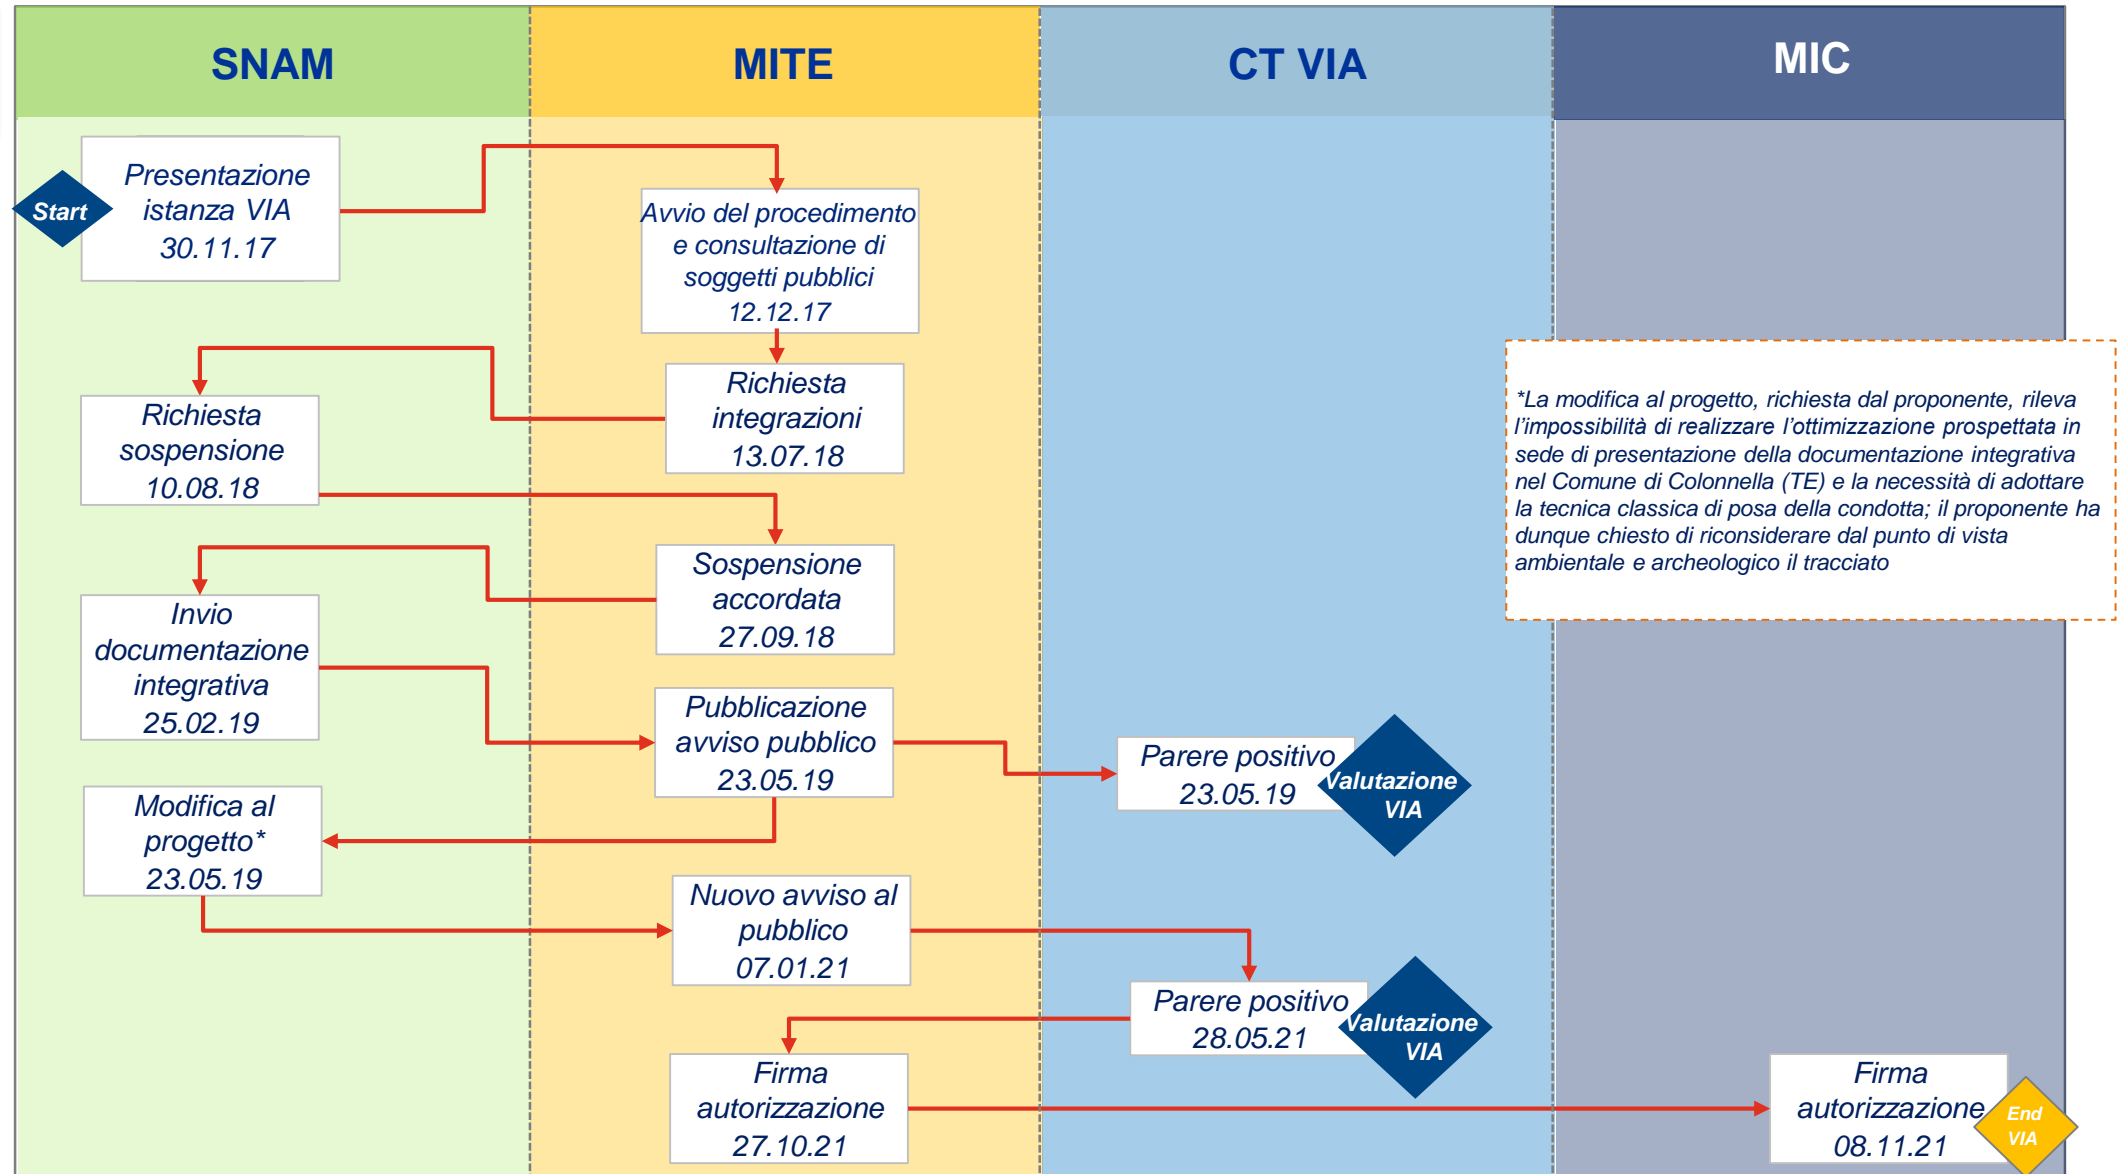 SNAM
MITE
CT VIA
MIC
Start
Presentazione
istanza VIA
30.11.17
Avvio del procedimento
e consultazione di
soggetti pubblici
12.12.17
Richiesta
integrazioni
13.07.18
Richiesta
sospensione
10.08.18
*La modifica al progetto, richiesta dal proponente, rileva
l’impossibilità di realizzare l’ottimizzazione prospettata in
sede di presentazione della documentazione integrativa
nel Comune di Colonnella (TE) e la necessità di adottare
la tecnica classica di posa della condotta; il proponente ha
dunque chiesto di riconsiderare dal punto di vista
ambientale e archeologico il tracciato
Sospensione
accordata
27.09.18
Invio
documentazione
integrativa
25.02.19
Pubblicazione
avviso pubblico
23.05.19
Parere positivo
23.05.19
Valutazione
VIA
Modifica al
progetto*
23.05.19
Nuovo avviso al
pubblico
07.01.21
Parere positivo
28.05.21
Valutazione
VIA
Firma
autorizzazione
27.10.21
Firma
autorizzazione
08.11.21
End
VIA